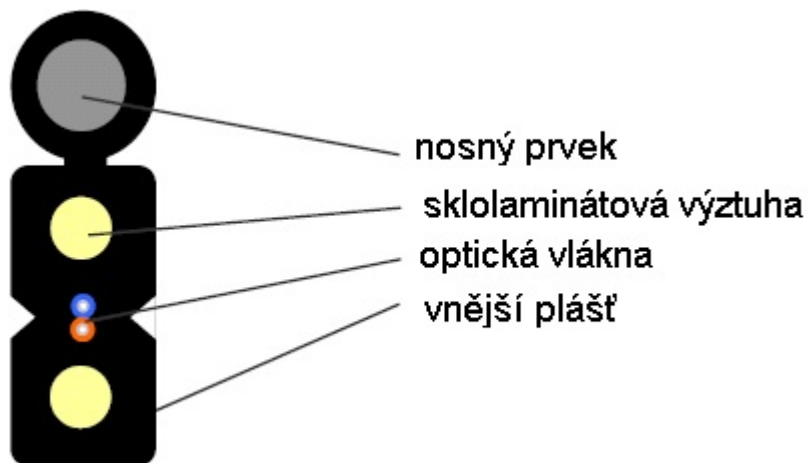 nosný prvek
sklolaminátová výztuha
optická vlákna
vnější plášť